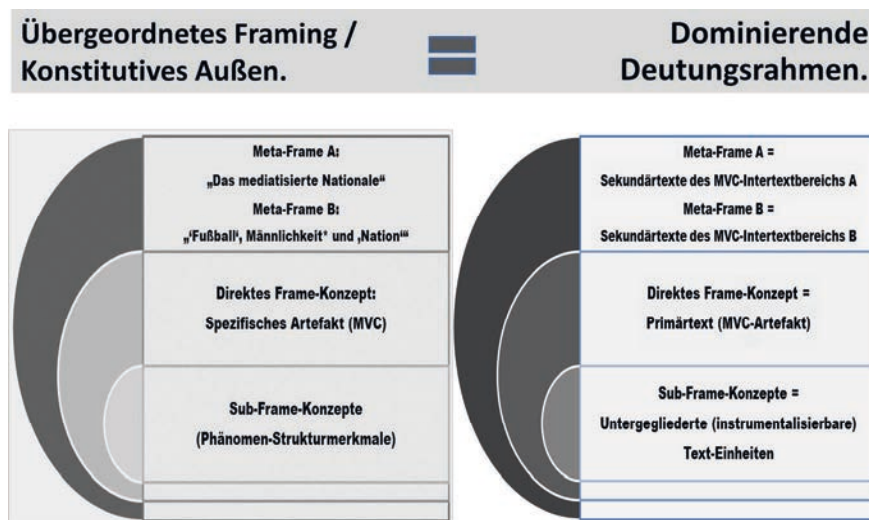 Übergeordnetes Framing /
Konstitutives Außen.
Dominierende
Deutungsrahmen.
Meta-Frame A:
„Das mediatisierte Nationale“
Meta-Frame B:
„‘Fußball‘, Männlichkeit* und ‚Nation‘“
Direktes Frame-Konzept:
Spezifisches Artefakt (MVC)
Sub-Frame-Konzepte
(Phänomen-Strukturmerkmale)
Meta-Frame A =
Sekundärtexte des MVC-Intertextbereichs A
Meta-Frame B =
Sekundärtexte des MVC-Intertextbereichs B
Direktes Frame-Konzept =
Primärtext (MVC-Artefakt)
Sub-Frame-Konzepte =
Untergegliederte (instrumentalisierbare)
Text-Einheiten